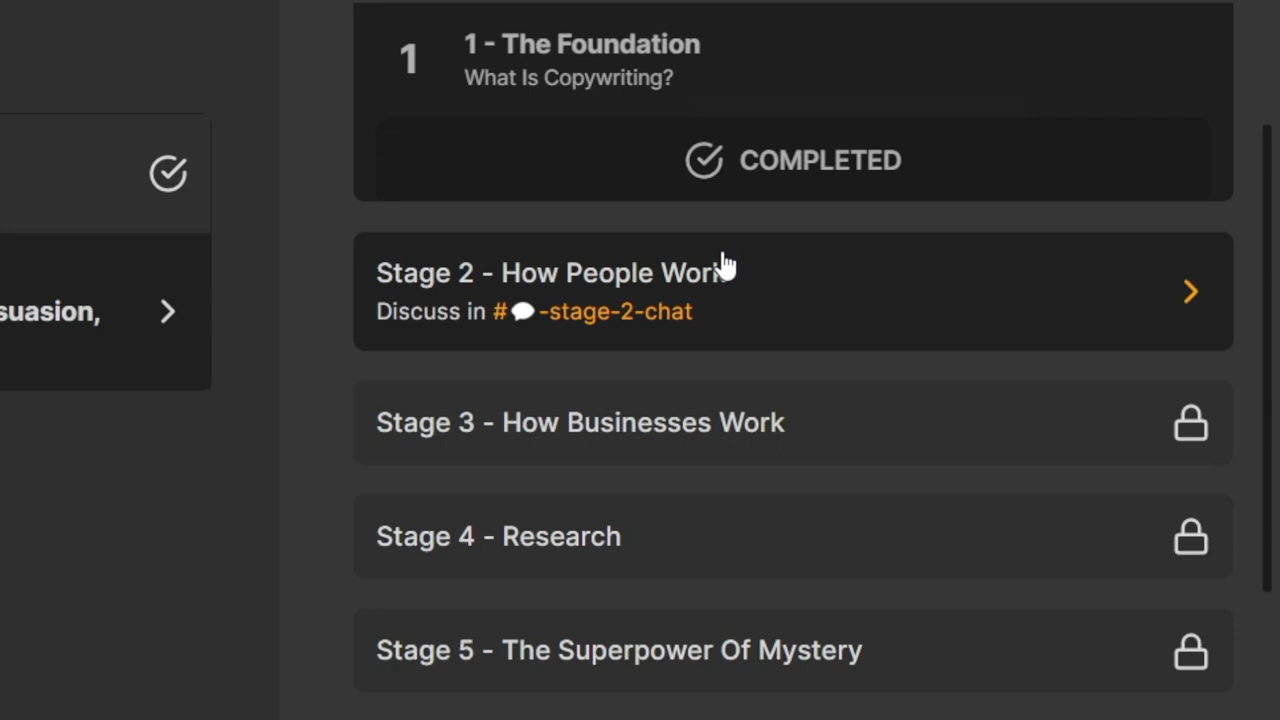 1
1 - The Foundation
What Is Copywriting?
COMPLETED
suasion,
Stage 2 - How People Work
Discuss in #💬-stage-2-chat
Stage 3 - How Businesses Work
Stage 4 - Research
Stage 5 - The Superpower Of Mystery